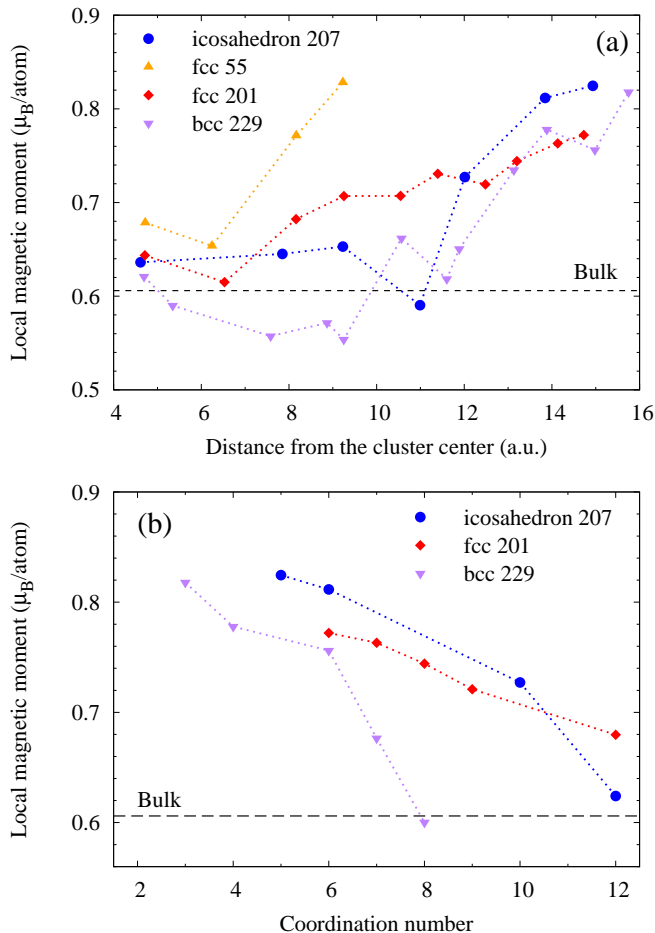 0.9
0.8
0.7
0.6
0.5
Local magnetic moment (μB/atom)
icosahedron 207
fcc 55
fcc 201
bcc 229
(a)
Bulk
4 6 8 10 12 14 16
Distance from the cluster center (a.u.)
0.9
0.8
0.7
0.6
Local magnetic moment (μB/atom)
(b)
icosahedron 207
fcc 201
bcc 229
Bulk
2 4 6 8 10 12
Coordination number